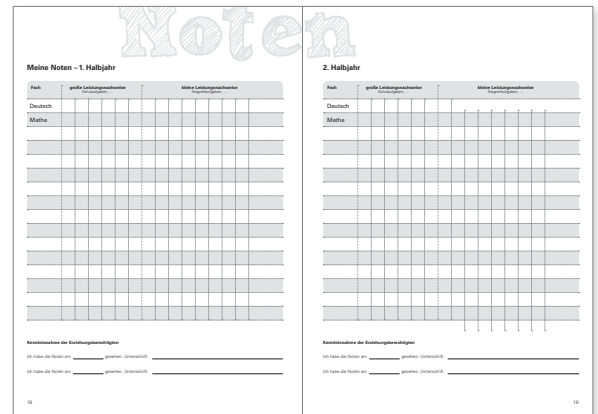 Noten
Meine Noten – 1. Halbjahr
Fach große Leistungsnachweise kleine Leistungsnachweise
Schulaufgaben, Stegreifaufgaben,
Deutsch
Mathe
Kenntnisnahme der Erziehungsberechtigten
Ich habe die Noten am: gesehen. Unterschrift:
Ich habe die Noten am: gesehen. Unterschrift:
18
2. Halbjahr
Fach große Leistungsnachweise kleine Leistungsnachweise
Schulaufgaben, Stegreifaufgaben,
Deutsch
Mathe
Kenntnisnahme der Erziehungsberechtigten
Ich habe die Noten am: gesehen. Unterschrift:
Ich habe die Noten am: gesehen. Unterschrift:
19